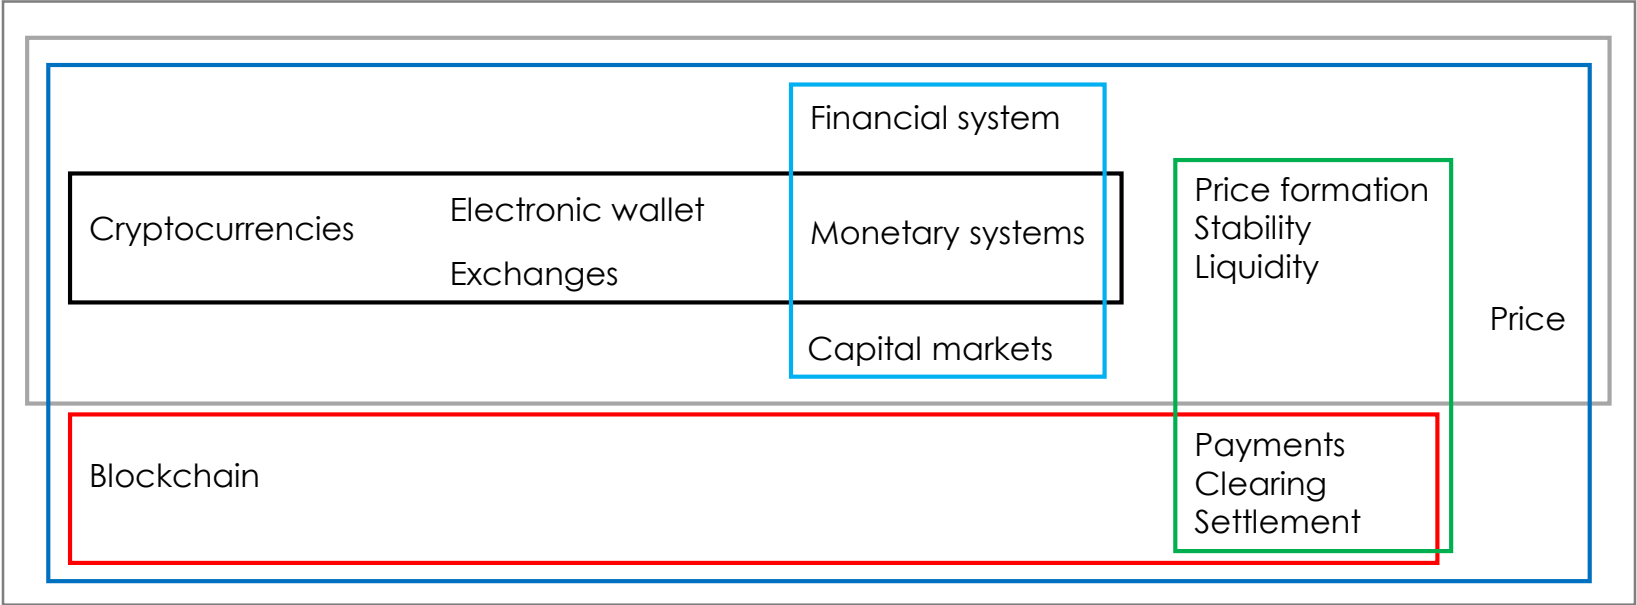 Financial system
Cryptocurrencies
Electronic wallet
Exchanges
Monetary systems
Capital markets
Price formation
Stability
Liquidity
Price
Blockchain
Payments
Clearing
Settlement